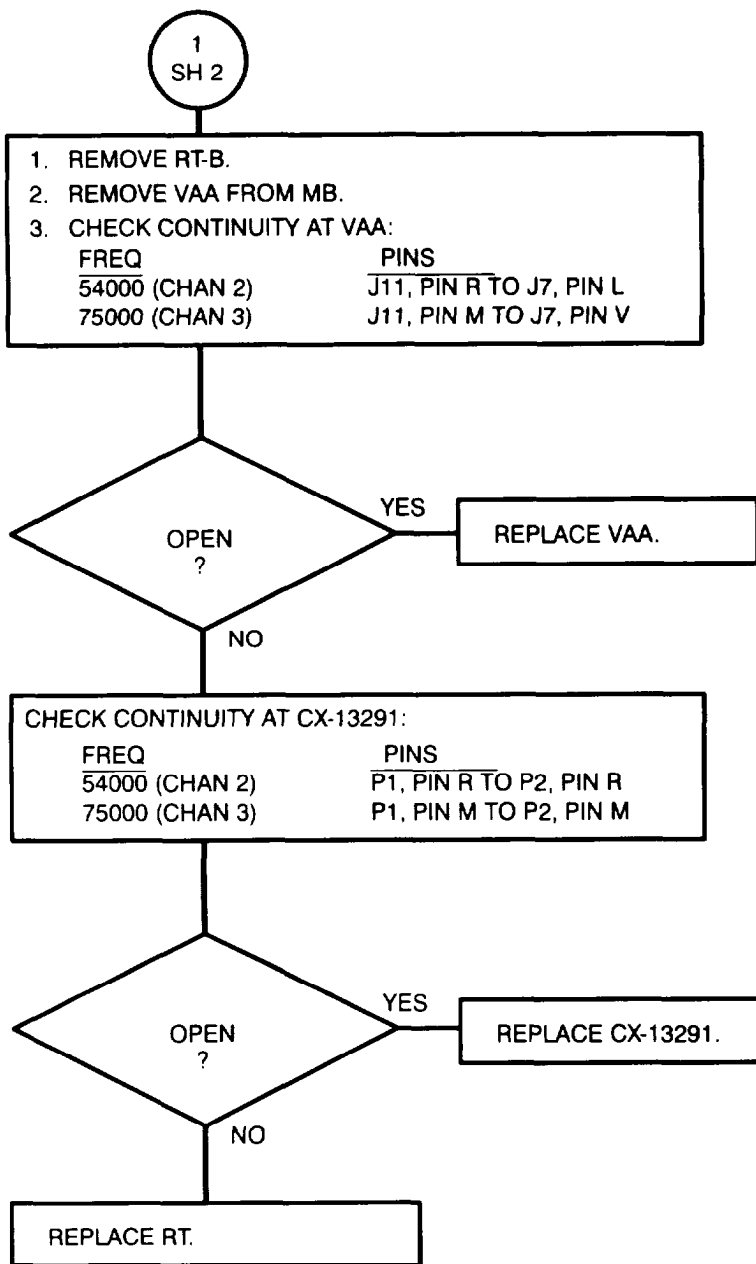 1
SH 2
1. REMOVE RT-B.
2. REMOVE VAA FROM MB.
3. CHECK CONTINUITY AT VAA:
FREQ PINS
54000 (CHAN 2) J11, PIN R TO J7, PIN L
75000 (CHAN 3) J11, PIN M TO J7, PIN V
OPEN
?
YES
REPLACE VAA.
NO
CHECK CONTINUITY AT CX-13291:
FREQ PINS
54000 (CHAN 2) P1, PIN R TO P2, PIN R
75000 (CHAN 3) P1, PIN M TO P2, PIN M
OPEN
?
YES
REPLACE CX-13291.
NO
REPLACE RT.